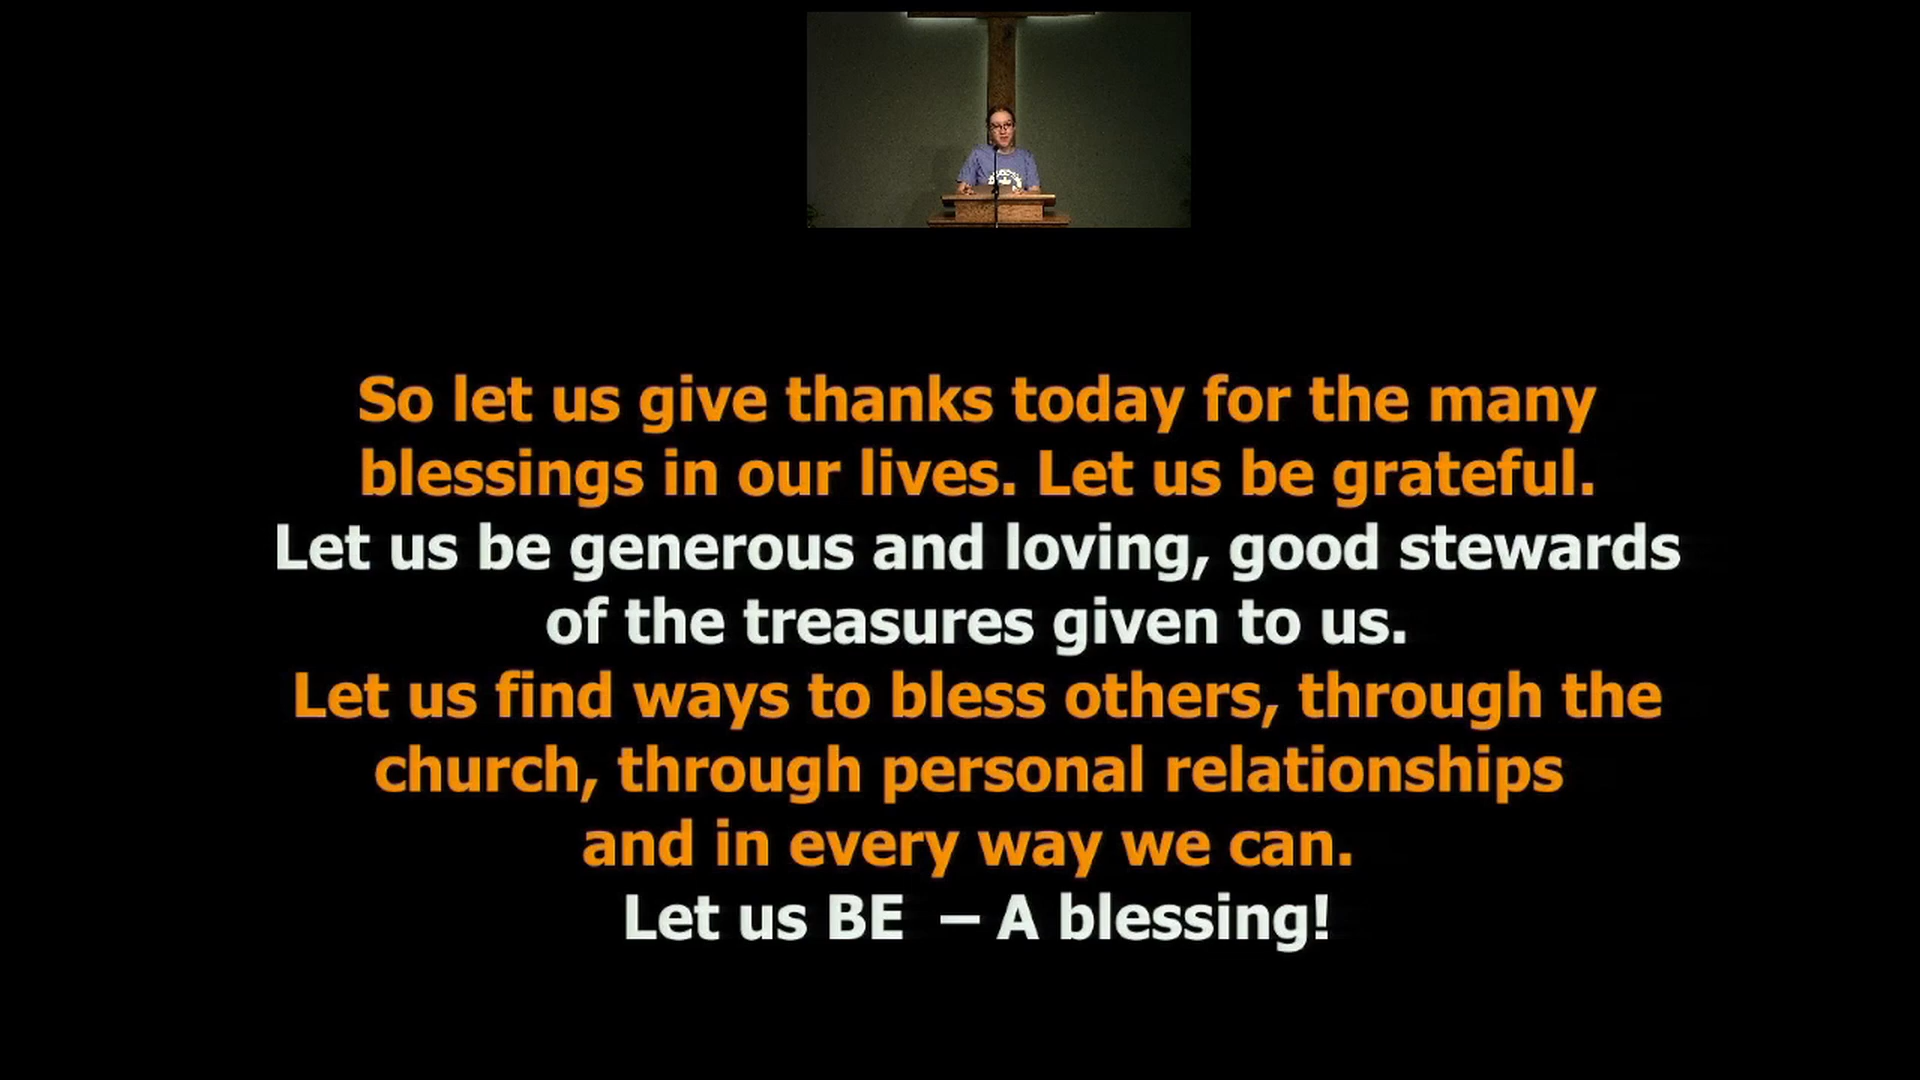 So let us give thanks today for the many
blessings in our lives. Let us be grateful.
Let us be generous and loving, good stewards
of the treasures given to us.
Let us find ways to bless others, through the
church, through personal relationships
and in every way we can.
Let us BE – A blessing!